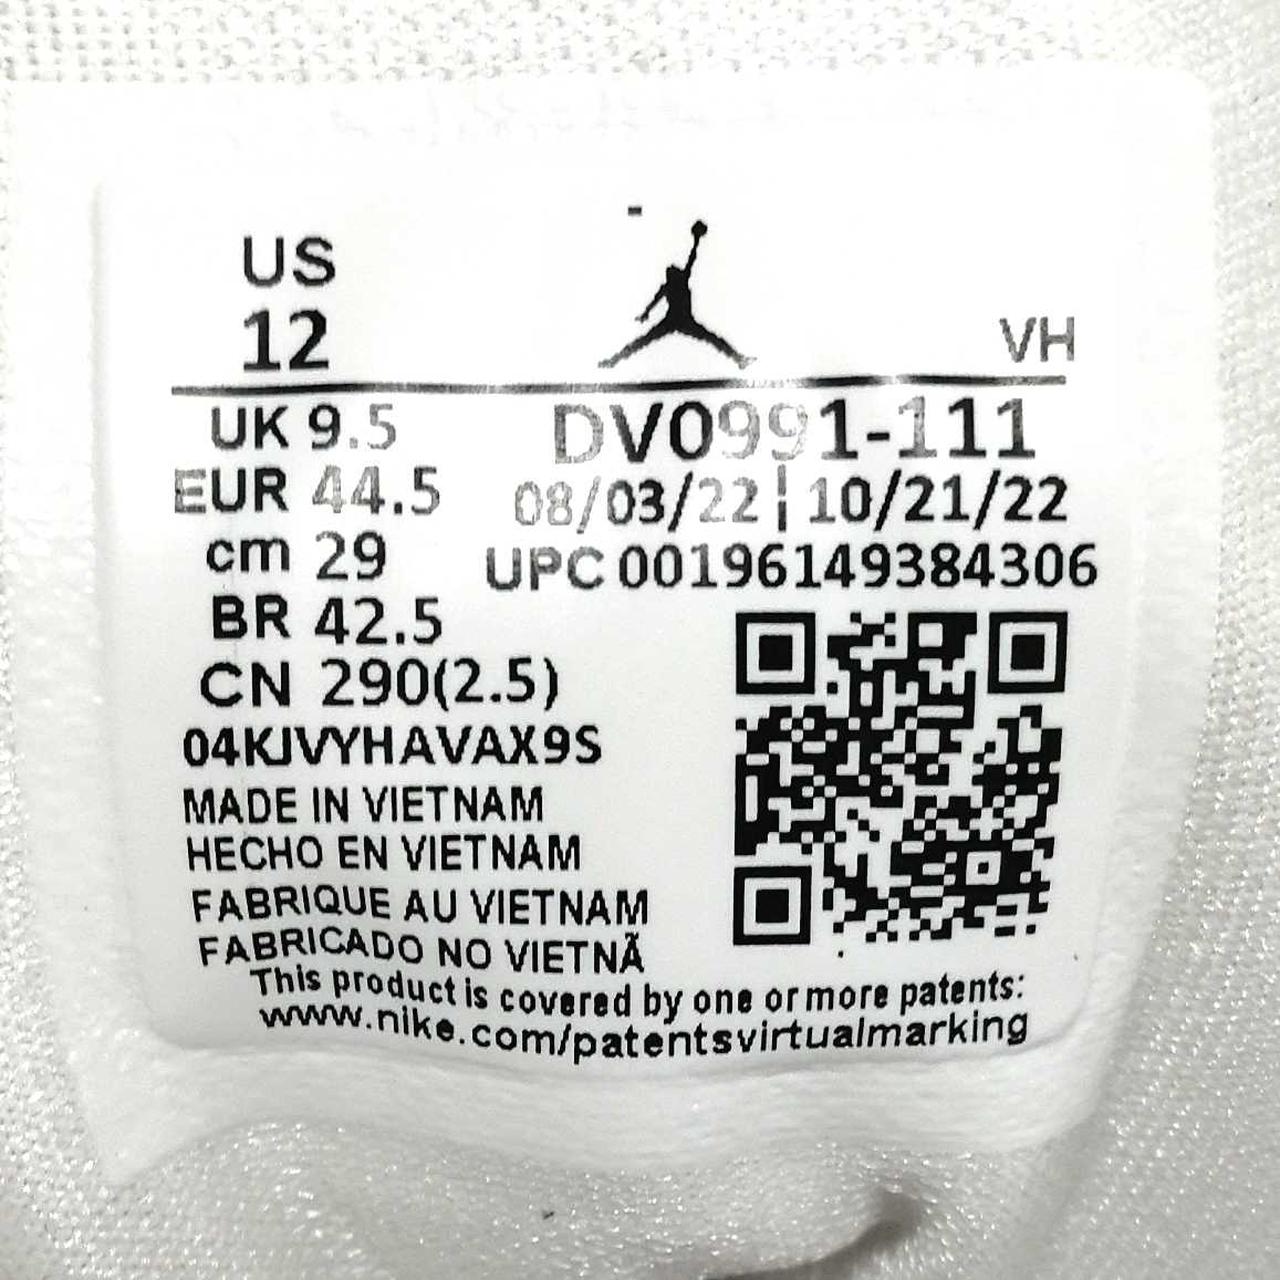 US
12
VH
UK 9.5
DV0991-111
EUR 44.5
08/03/22 | 10/21/22
cm 29
UPC 00196149384306
BR 42.5
CN 290(2.5)
04KJVYHAVAX9S
MADE IN VIETNAM
HECHO EN VIETNAM
FABRIQUE AU VIETNAM
FABRICADO NO VIETNÃ
This product is covered by one or more patents:
www.nike.com/patentsvirtualmarking